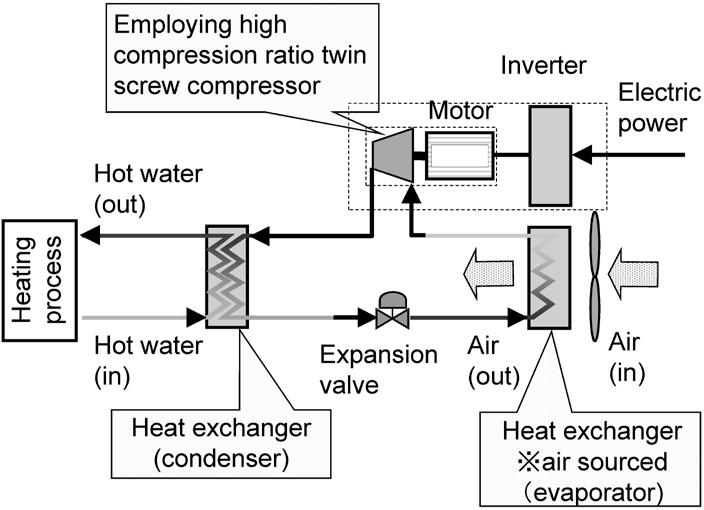 Employing high
compression ratio twin
screw compressor
Inverter
Motor
Electric
power
Hot water
(out)
Heating
process
Hot water
(in)
Expansion
valve
Air
(out)
Air
(in)
Heat exchanger
(condenser)
Heat exchanger
※air sourced
（evaporator）